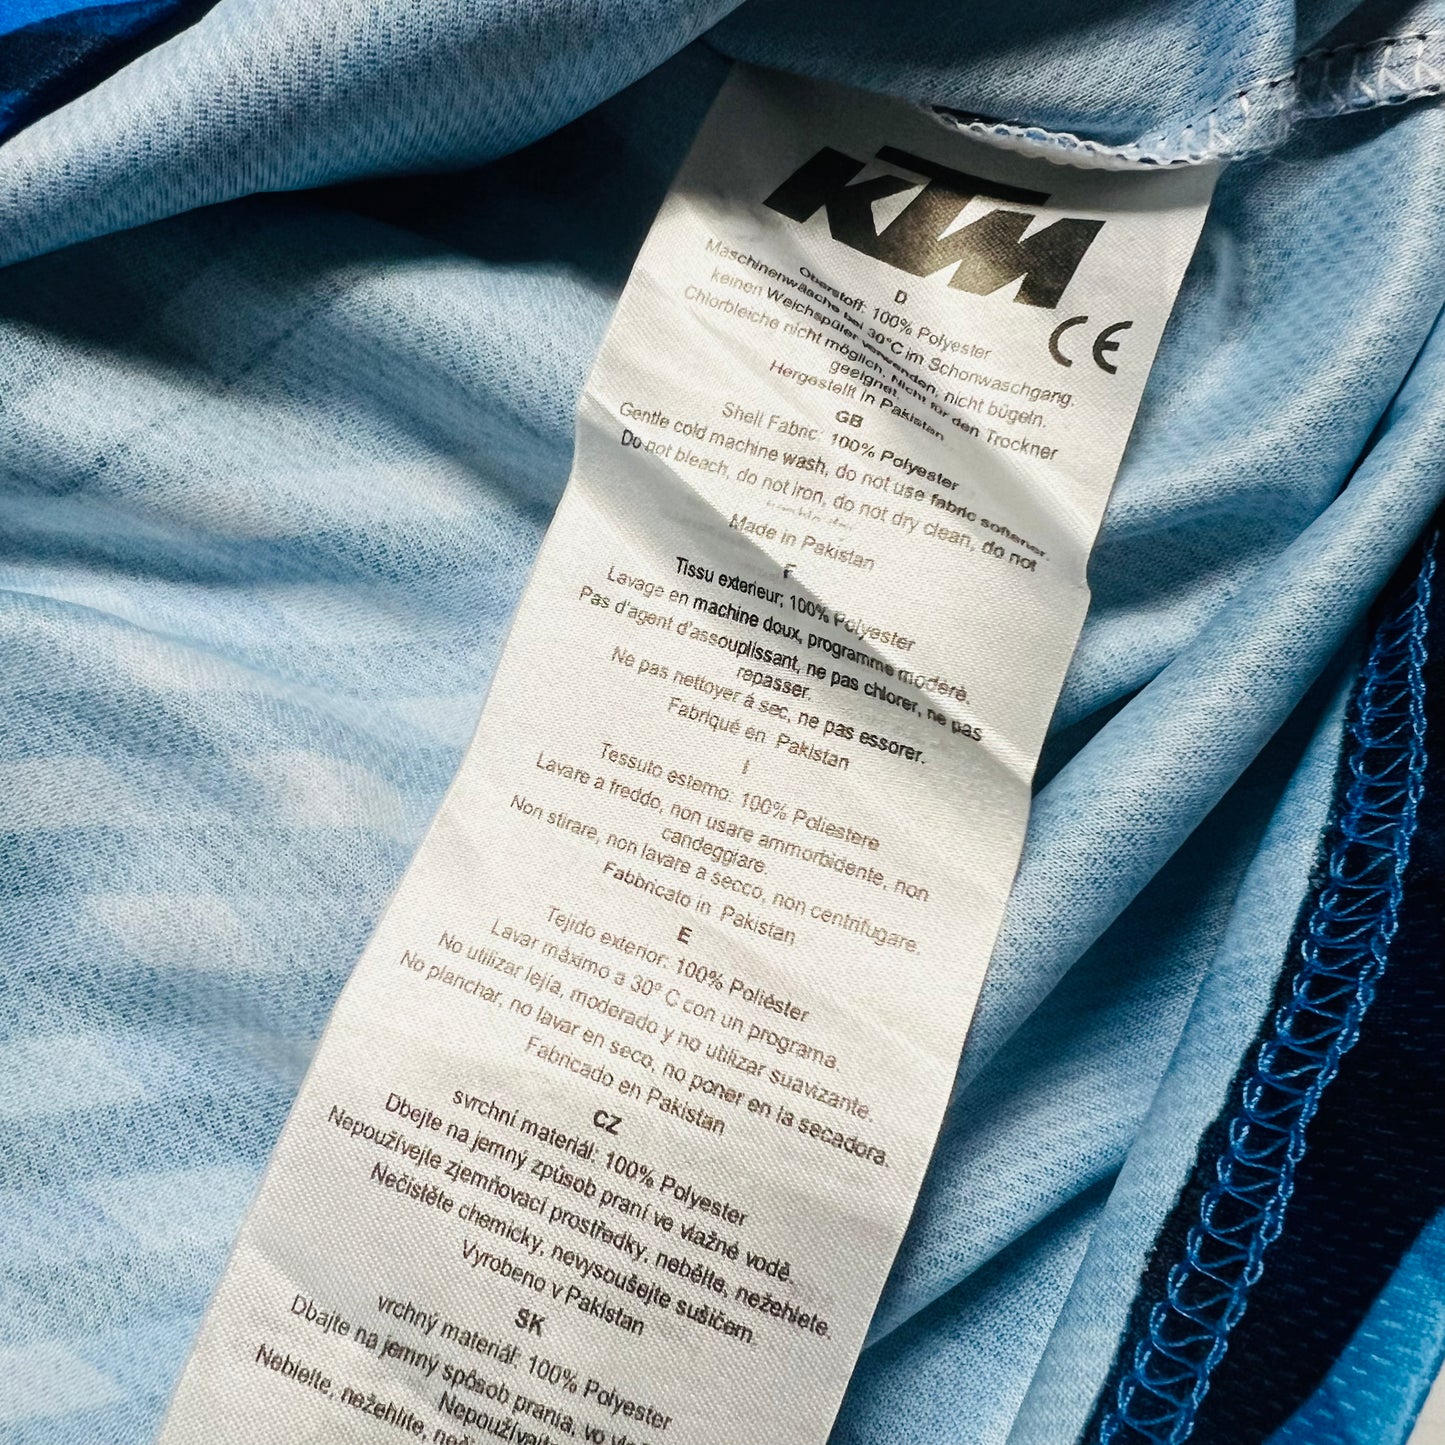 KTM
CE
D
Oberstoff: 100% Polyester
Maschinenwäsche bei 30°C im Schonwaschgang.
keinen Weichspüler verwenden, nicht bügeln.
Chlorbleiche nicht möglich. Nicht für den Trockner
geeignet.
Hergestellt in Pakistan
GB
Shell Fabric: 100% Polyester
Gentle cold machine wash, do not use fabric softener.
Do not bleach, do not iron, do not dry clean, do not
Made in Pakistan
F
Tissu exterieur: 100% Polyester
Lavage en machine doux, programme modéré.
Pas d'agent d'assouplissant, ne pas chlorer, ne pas
repasser.
Ne pas nettoyer á sec, ne pas essorer.
Fabriqué en Pakistan
I
Tessuto esterno: 100% Poliestere
Lavare a freddo, non usare ammorbidente, non
candeggiare.
Non stirare, non lavare a secco, non centrifugare.
Fabbricato in Pakistan
E
Tejido exterior: 100% Poliéster
Lavar máximo a 30º C con un programa
No utilizar lejía, moderado y no utilizar suavizante.
No planchar, no lavar en seco, no poner en la secadora.
Fabricado en Pakistan
CZ
svrchní materiál: 100% Polyester
Dbejte na jemný způsob praní ve vlažné vodě.
Nepoužívejte zjemňovací prostředky, nebělte, nežehlete.
Nečistěte chemicky, nevysoušejte sušičem
Vyrobeno v Pakistan
SK
vrchný materiál: 100% Polyester
Dbajte na jemný spôsob prania, vo
Nepoužívajte
Nebielte, nežehlite,